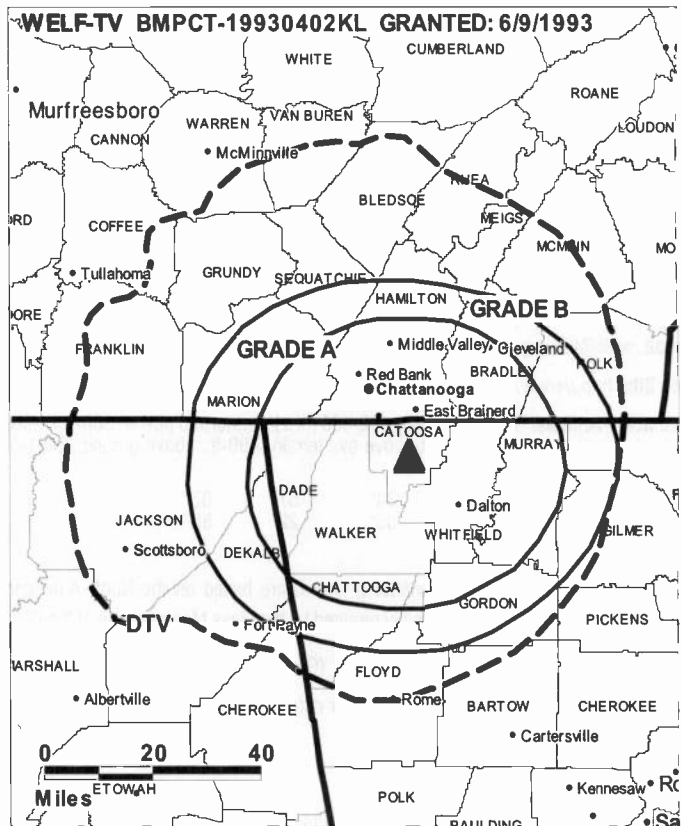 WELF-TV BMPCT-19930402KL GRANTED: 6/9/1993
CUMBERLAND
WHITE
ROANE
Murfreesboro
VAN BUREN
WARREN
LOUDON
CANNON
McMinnville
RHEA
BLEDSOE
MEIGS
COFFEE
MCMINN
MO
Tullahoma
GRUNDY
SEQUATCHIE
HAMILTON
GRADE B
FRANKLIN
GRADE A
Middle Valley
Cleveland
POLK
Red Bank
BRADLEY
Chattanooga
MARION
East Brainerd
CATOOSA
MURRAY
DADE
Dalton
JACKSON
WALKER
WHITFIELD
GILMER
Scottsboro
DEKALB
CHATTOOGA
GORDON
DTV
Fort Payne
PICKENS
MARSHALL
FLOYD
Albertville
CHEROKEE
Rome
BARTOW
CHEROKEE
Cartersville
0 20 40
Miles
ETOWAH
POLK
Kennesaw
Ro
PAULDING
Sa